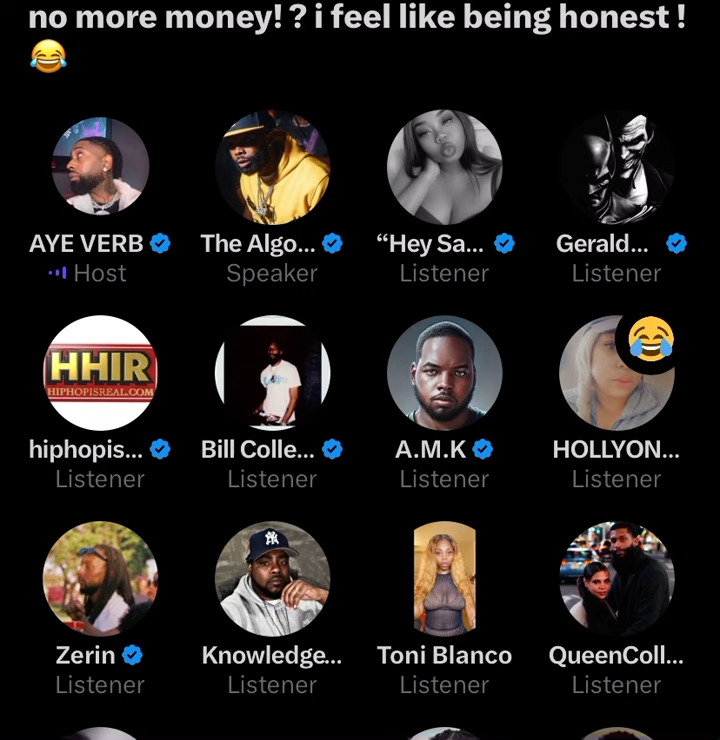 no more money! ? i feel like being honest !
😂
AYE VERB
The Algo...
“Hey Sa...
Gerald...
Host
Speaker
Listener
Listener
HHIR
HIPHOPISREAL.COM
hiphopis...
Bill Colle...
A.M.K
HOLLYON...
Listener
Listener
Listener
Listener
Zerin
Knowledge...
Toni Blanco
QueenColl...
Listener
Listener
Listener
Listener